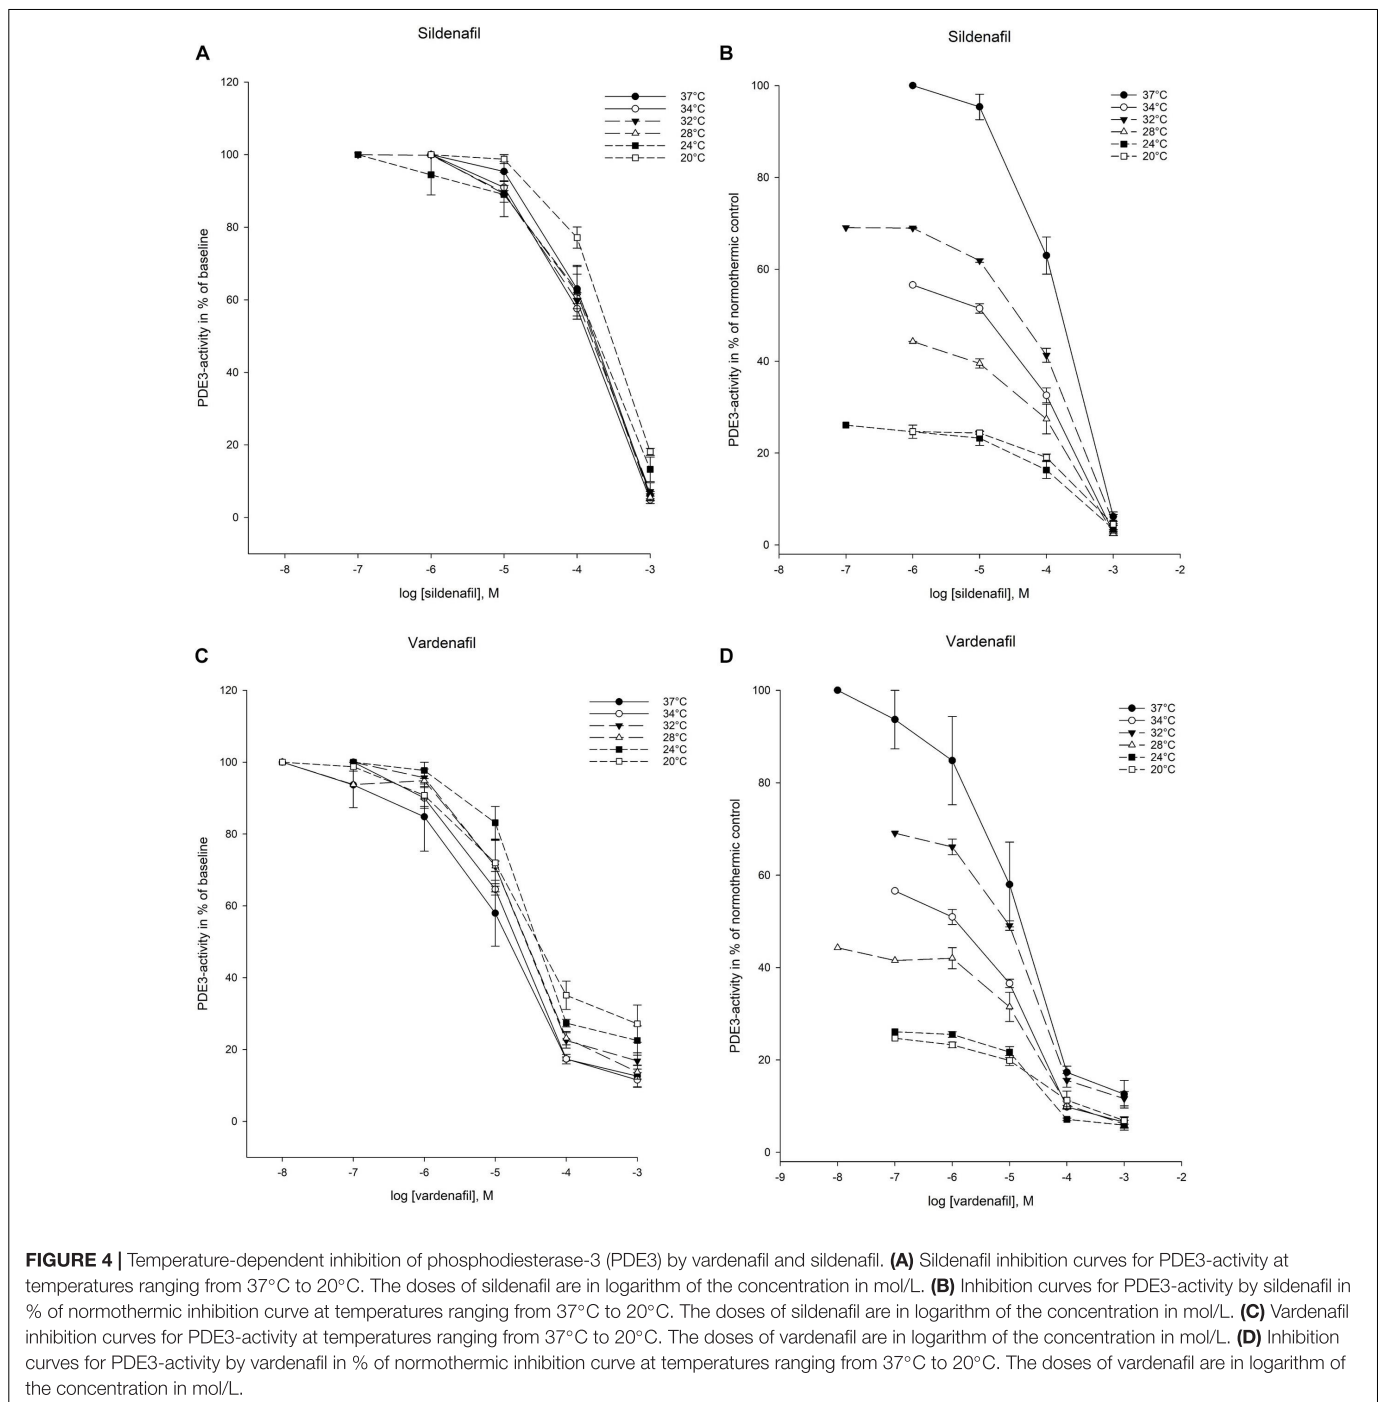 Sildenafil
A
120
100
80
60
40
20
0
PDE3-activity in % of baseline
37°C
34°C
32°C
28°C
24°C
20°C
-8 -7 -6 -5 -4 -3
log [sildenafil], M
Sildenafil
B
100
80
60
40
20
0
PDE3-activity in % of normothermic control
37°C
34°C
32°C
28°C
24°C
20°C
-8 -7 -6 -5 -4 -3 -2
log [sildenafil], M
Vardenafil
C
120
100
80
60
40
20
0
PDE3-activity in % of baseline
37°C
34°C
32°C
28°C
24°C
20°C
-8 -7 -6 -5 -4 -3
log [vardenafil], M
Vardenafil
D
100
80
60
40
20
0
PDE3-activity in % of normothermic control
37°C
34°C
32°C
28°C
24°C
20°C
-9 -8 -7 -6 -5 -4 -3 -2
log [vardenafil], M
FIGURE 4 | Temperature-dependent inhibition of phosphodiesterase-3 (PDE3) by vardenafil and sildenafil. (A) Sildenafil inhibition curves for PDE3-activity at
temperatures ranging from 37°C to 20°C. The doses of sildenafil are in logarithm of the concentration in mol/L. (B) Inhibition curves for PDE3-activity by sildenafil in
% of normothermic inhibition curve at temperatures ranging from 37°C to 20°C. The doses of sildenafil are in logarithm of the concentration in mol/L. (C) Vardenafil
inhibition curves for PDE3-activity at temperatures ranging from 37°C to 20°C. The doses of vardenafil are in logarithm of the concentration in mol/L. (D) Inhibition
curves for PDE3-activity by vardenafil in % of normothermic inhibition curve at temperatures ranging from 37°C to 20°C. The doses of vardenafil are in logarithm of
the concentration in mol/L.